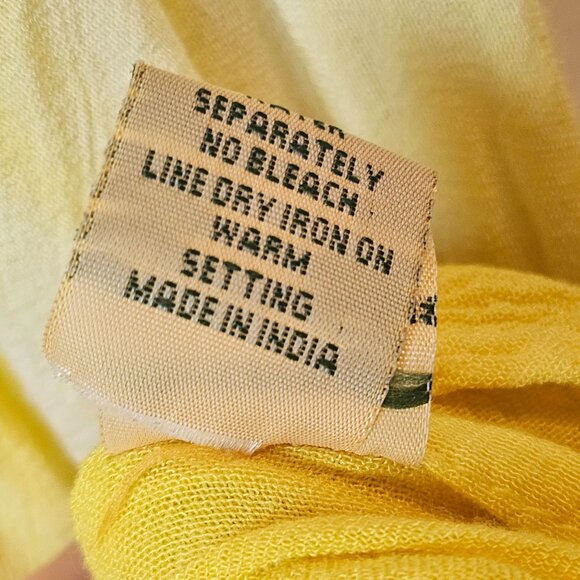 SEPARATELY
NO BLEACH
LINE DRY IRON ON
WARM
SETTING
MADE IN INDIA